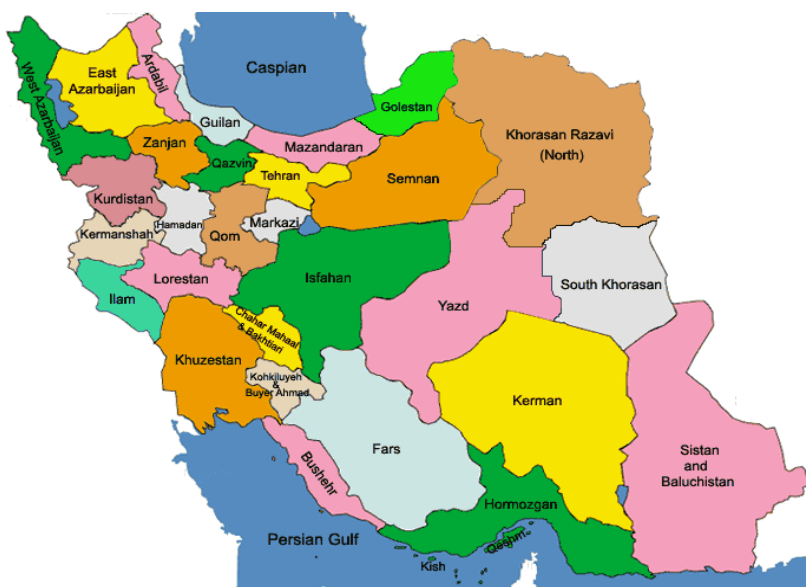 West Azarbaijan
East
Azarbaijan
Ardabil
Caspian
Guilan
Golestan
Khorasan Razavi
(North)
Zanjan
Qazvin
Mazandaran
Tehran
Semnan
Kurdistan
Hamadan
Kermanshah
Qom
Markazi
Lorestan
Isfahan
Yazd
South Khorasan
Ilam
Chahar Mahaal
& Bakhtiari
Khuzestan
Kohkiluyeh
&
Buyer Ahmad
Kerman
Fars
Sistan
and
Baluchistan
Bushehr
Hormozgan
Persian Gulf
Qeshm
Kish